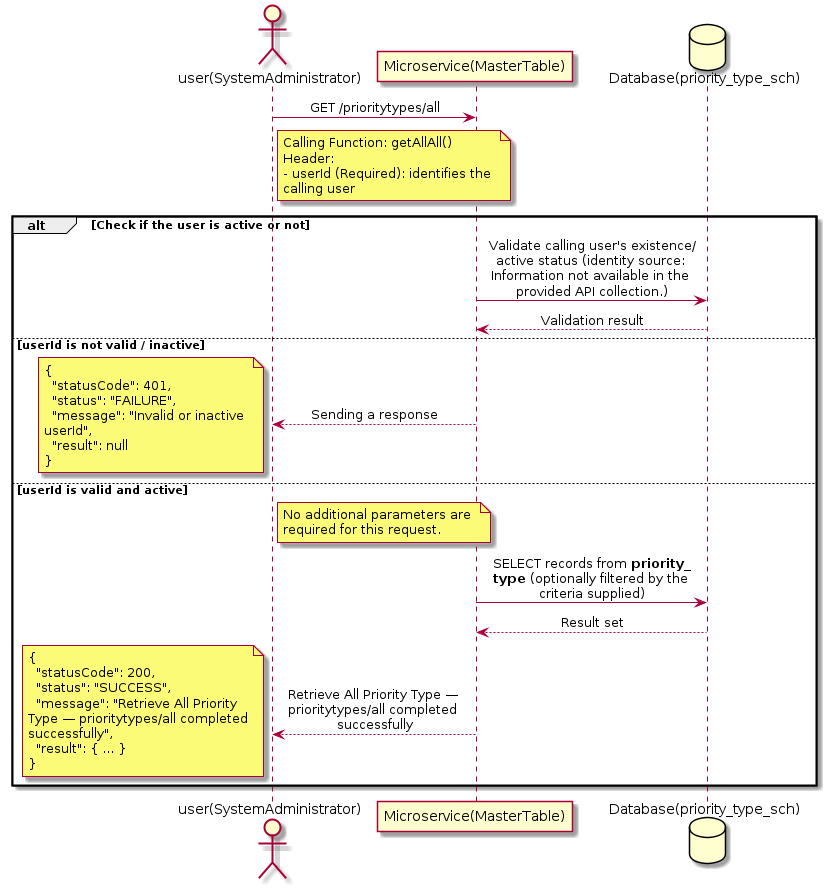 user(SystemAdministrator)
Microservice(MasterTable)
Database(priority_type_sch)
GET /prioritytypes/all
Calling Function: getAllAll()
Header:
- userId (Required): identifies the
calling user
alt
[Check if the user is active or not]
Validate calling user's existence/
active status (identity source:
Information not available in the
provided API collection.)
Validation result
[userId is not valid / inactive]
{
"statusCode": 401,
"status": "FAILURE",
"message": "Invalid or inactive
userId",
"result": null
}
Sending a response
[userId is valid and active]
No additional parameters are
required for this request.
SELECT records from priority_
type (optionally filtered by the
criteria supplied)
Result set
{
"statusCode": 200,
"status": "SUCCESS",
"message": "Retrieve All Priority
Type — prioritytypes/all completed
successfully",
"result": { ... }
}
Retrieve All Priority Type —
prioritytypes/all completed
successfully
user(SystemAdministrator)
Microservice(MasterTable)
Database(priority_type_sch)